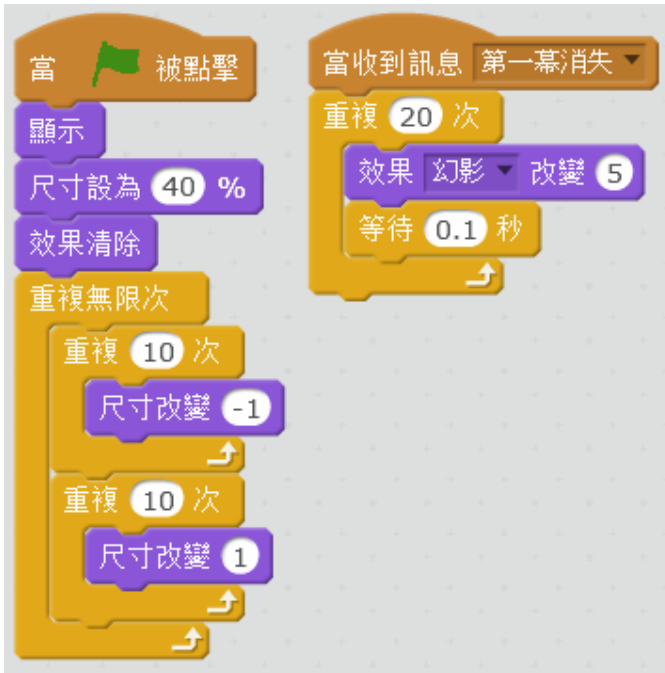 當 被點擊
顯示
尺寸設為 40 %
效果清除
重複無限次
重複 10 次
尺寸改變 -1
重複 10 次
尺寸改變 1
當收到訊息 第一幕消失
重複 20 次
效果 幻影 改變 5
等待 0.1 秒